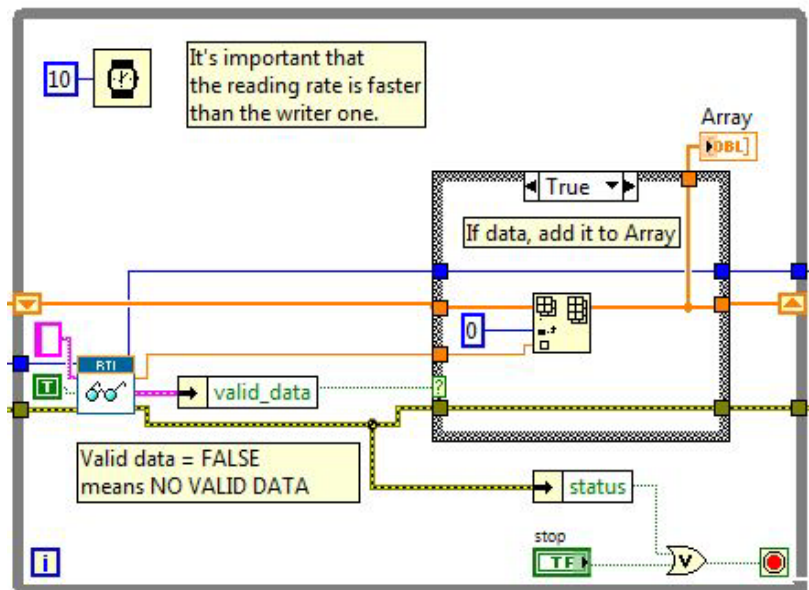 10
It's important that
the reading rate is faster
than the writer one.
Array
DBL
True
If data, add it to Array
0
RTI
T
valid_data
?
Valid data = FALSE
means NO VALID DATA
status
stop
TF
V
i